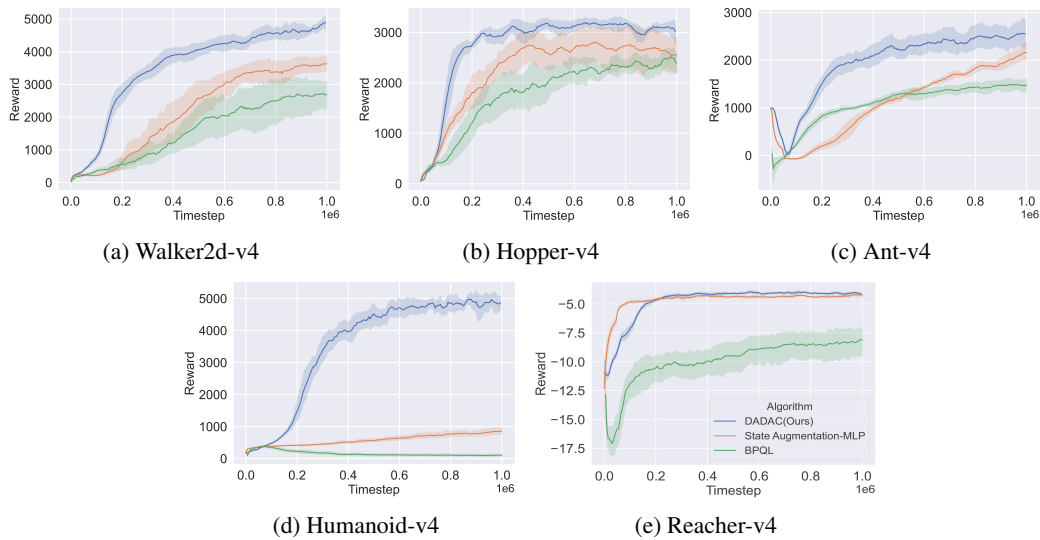 5000
4000
3000
2000
1000
0
Reward
0.0 0.2 0.4 0.6 0.8 1.0
Timestep
1e6
(a) Walker2d-v4
3000
2000
1000
0
Reward
0.0 0.2 0.4 0.6 0.8 1.0
Timestep
1e6
(b) Hopper-v4
3000
2000
1000
0
Reward
0.0 0.2 0.4 0.6 0.8 1.0
Timestep
1e6
(c) Ant-v4
5000
4000
3000
2000
1000
0
Reward
0.0 0.2 0.4 0.6 0.8 1.0
Timestep
1e6
(d) Humanoid-v4
−5.0
−7.5
−10.0
−12.5
−15.0
−17.5
Reward
Algorithm
DADAC(Ours)
State Augmentation-MLP
BPQL
0.0 0.2 0.4 0.6 0.8 1.0
Timestep
1e6
(e) Reacher-v4